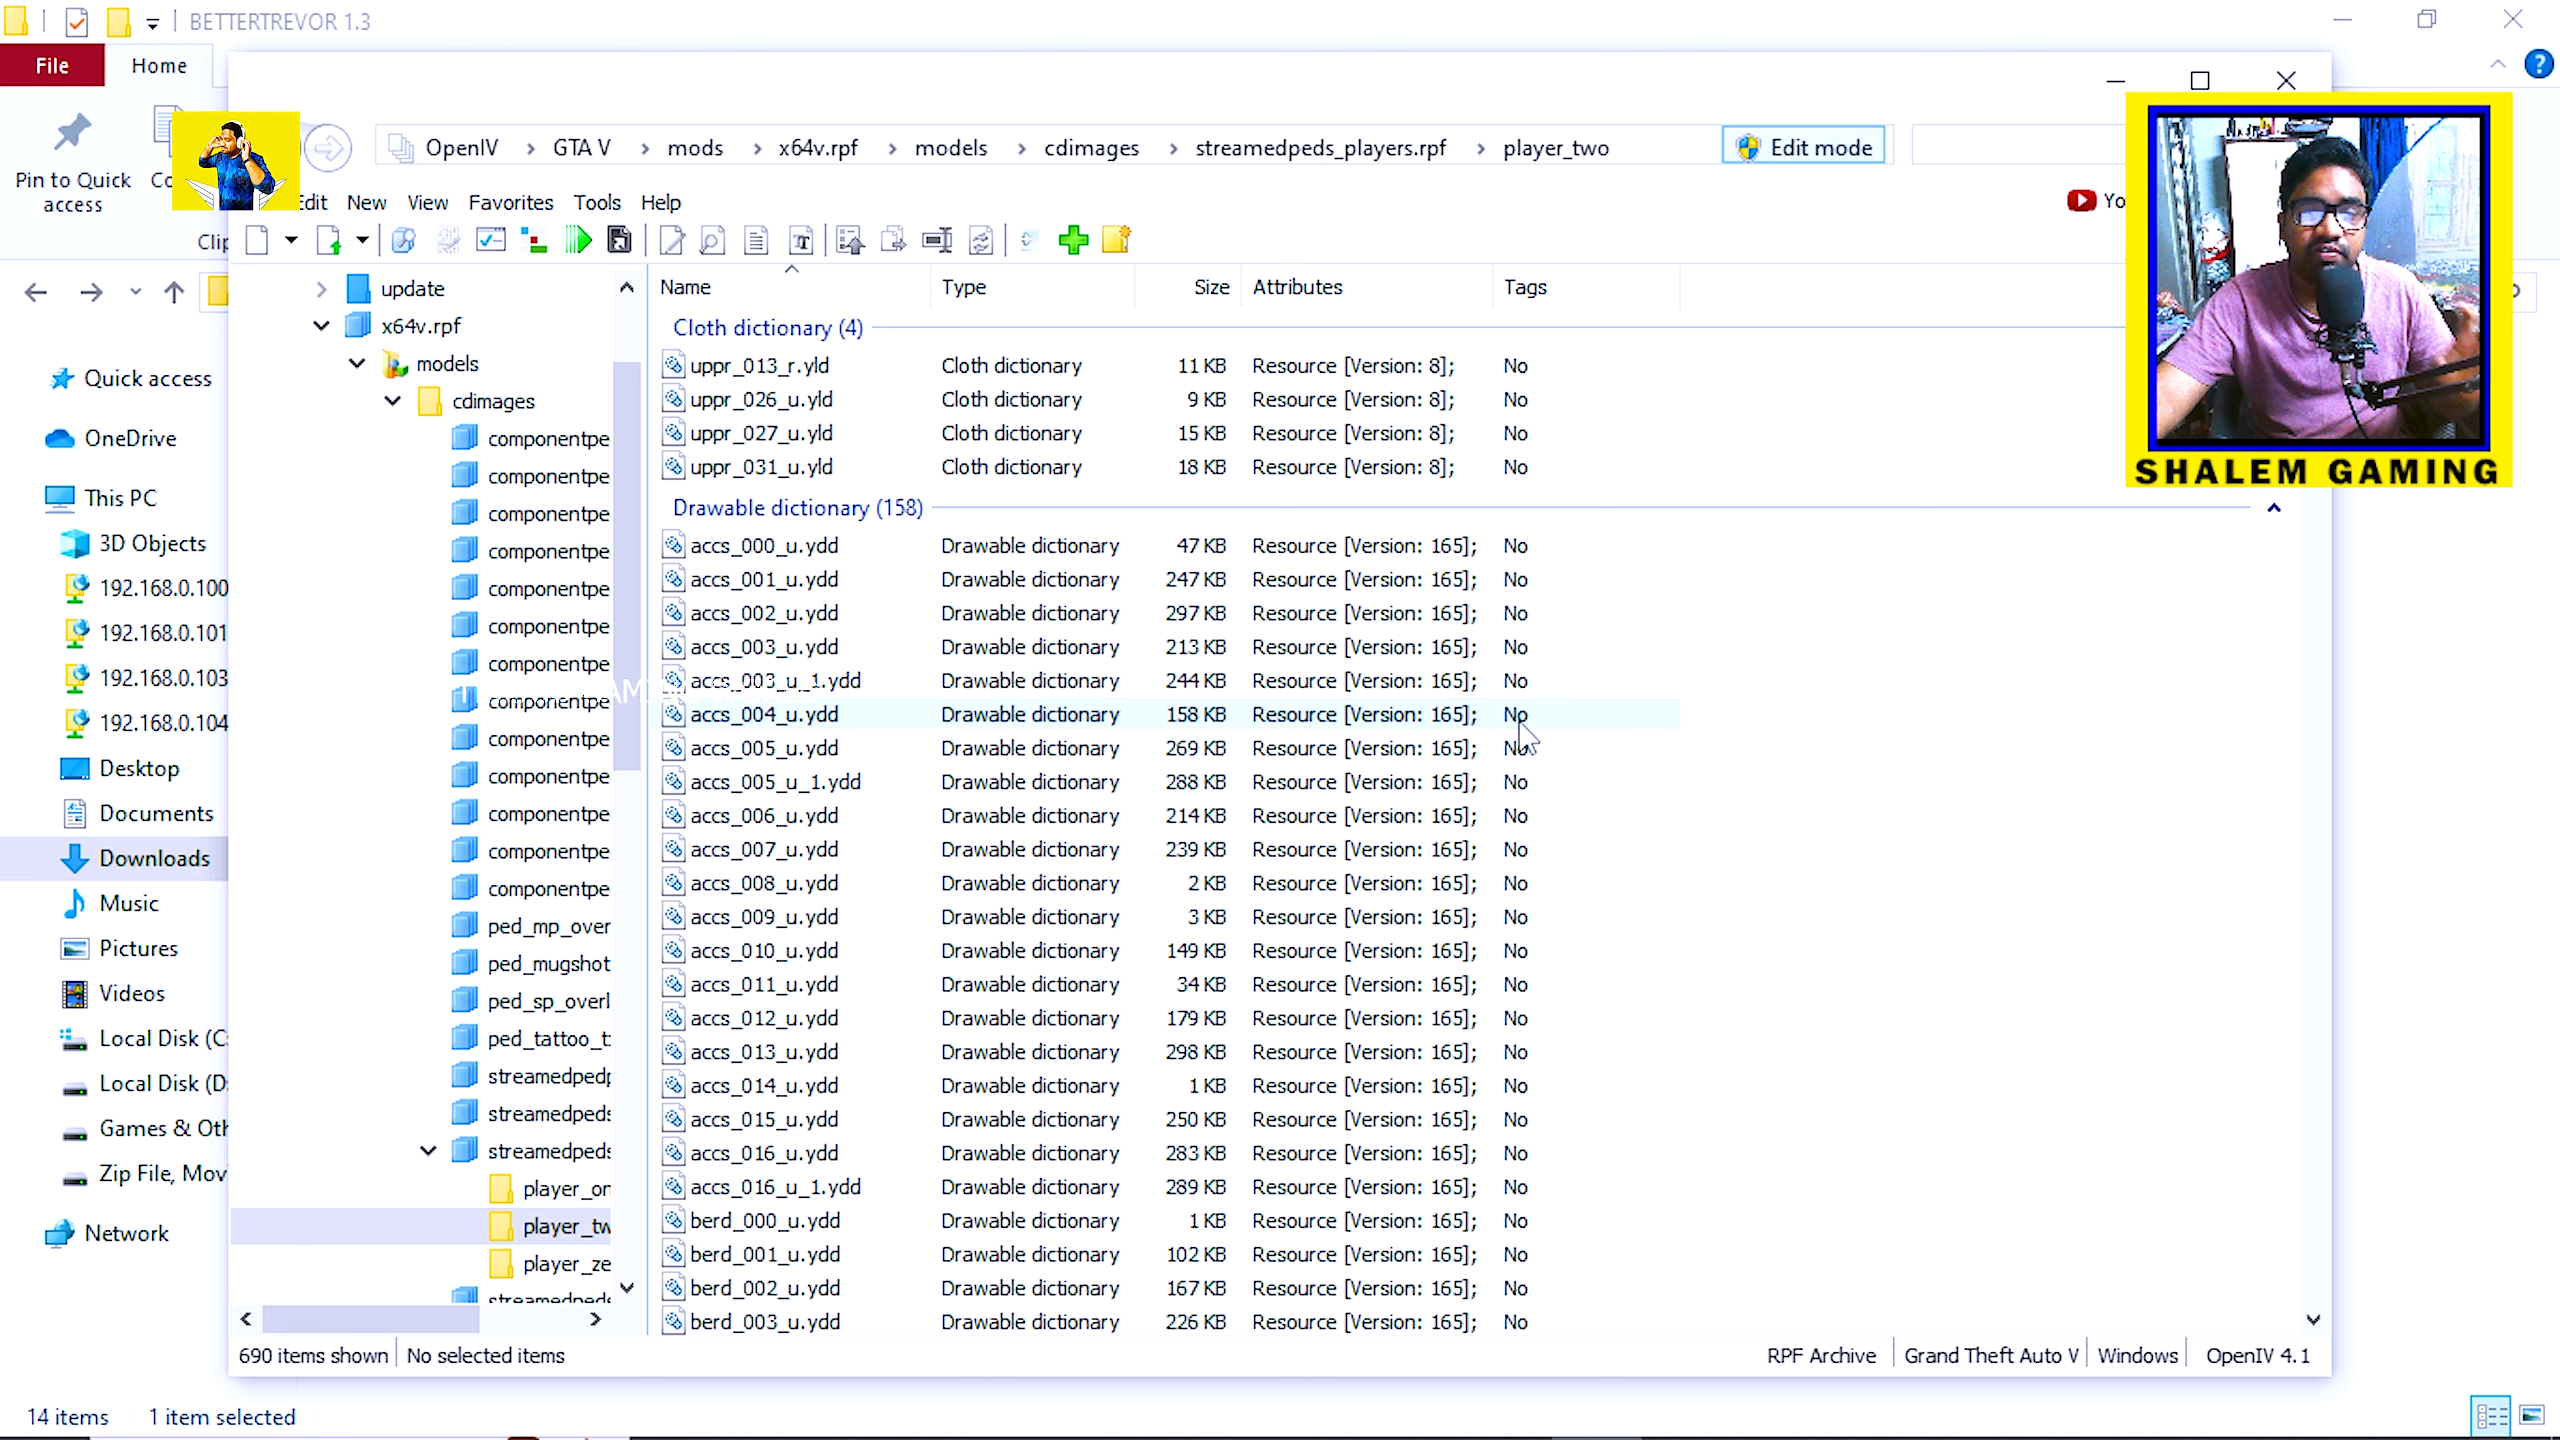 BETTERTREVOR 1.3
File
Home
Pin to Quick
access
OpenIV
GTA V
mods
x64v.rpf
models
cdimages
streamedpeds_players.rpf
player_two
Edit mode
New
View
Favorites
Tools
Help
update
x64v.rpf
models
cdimages
componentpe
componentpe
componentpe
componentpe
componentpe
componentpe
componentpe
componentpe
componentpe
componentpe
componentpe
componentpe
componentpe
ped_mp_over
ped_mugshot
ped_sp_overl
ped_tattoo_t
streamedped
streamedpeds
streamedpeds
player_on
player_tw
player_ze
streamedpeds
Quick access
OneDrive
This PC
3D Objects
192.168.0.100
192.168.0.101
192.168.0.103
192.168.0.104
Desktop
Documents
Downloads
Music
Pictures
Videos
Local Disk (C:
Local Disk (D:
Games & Oth
Zip File, Mov
Network
Name Type Size Attributes Tags
Cloth dictionary (4)
uppr_013_r.yld Cloth dictionary 11 KB Resource [Version: 8]; No
uppr_026_u.yld Cloth dictionary 9 KB Resource [Version: 8]; No
uppr_027_u.yld Cloth dictionary 15 KB Resource [Version: 8]; No
uppr_031_u.yld Cloth dictionary 18 KB Resource [Version: 8]; No
Drawable dictionary (158)
accs_000_u.ydd Drawable dictionary 47 KB Resource [Version: 165]; No
accs_001_u.ydd Drawable dictionary 247 KB Resource [Version: 165]; No
accs_002_u.ydd Drawable dictionary 297 KB Resource [Version: 165]; No
accs_003_u.ydd Drawable dictionary 213 KB Resource [Version: 165]; No
accs_003_u_1.ydd Drawable dictionary 244 KB Resource [Version: 165]; No
accs_004_u.ydd Drawable dictionary 158 KB Resource [Version: 165]; No
accs_005_u.ydd Drawable dictionary 269 KB Resource [Version: 165]; No
accs_005_u_1.ydd Drawable dictionary 288 KB Resource [Version: 165]; No
accs_006_u.ydd Drawable dictionary 214 KB Resource [Version: 165]; No
accs_007_u.ydd Drawable dictionary 239 KB Resource [Version: 165]; No
accs_008_u.ydd Drawable dictionary 2 KB Resource [Version: 165]; No
accs_009_u.ydd Drawable dictionary 3 KB Resource [Version: 165]; No
accs_010_u.ydd Drawable dictionary 149 KB Resource [Version: 165]; No
accs_011_u.ydd Drawable dictionary 34 KB Resource [Version: 165]; No
accs_012_u.ydd Drawable dictionary 179 KB Resource [Version: 165]; No
accs_013_u.ydd Drawable dictionary 298 KB Resource [Version: 165]; No
accs_014_u.ydd Drawable dictionary 1 KB Resource [Version: 165]; No
accs_015_u.ydd Drawable dictionary 250 KB Resource [Version: 165]; No
accs_016_u.ydd Drawable dictionary 283 KB Resource [Version: 165]; No
accs_016_u_1.ydd Drawable dictionary 289 KB Resource [Version: 165]; No
berd_000_u.ydd Drawable dictionary 1 KB Resource [Version: 165]; No
berd_001_u.ydd Drawable dictionary 102 KB Resource [Version: 165]; No
berd_002_u.ydd Drawable dictionary 167 KB Resource [Version: 165]; No
berd_003_u.ydd Drawable dictionary 226 KB Resource [Version: 165]; No
SHALEM GAMING
690 items shown
No selected items
RPF Archive
Grand Theft Auto V
Windows
OpenIV 4.1
14 items
1 item selected